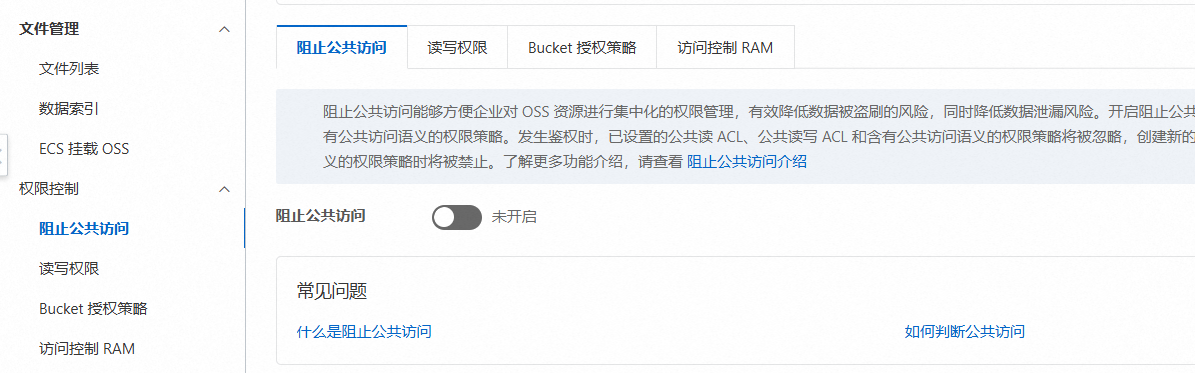 文件管理
文件列表
数据索引
ECS 挂载 OSS
权限控制
阻止公共访问
读写权限
Bucket 授权策略
访问控制 RAM
阻止公共访问
读写权限
Bucket 授权策略
访问控制 RAM
阻止公共访问能够方便企业对 OSS 资源进行集中化的权限管理，有效降低数据被盗刷的风险，同时降低数据泄漏风险。开启阻止公共
有公共访问语义的权限策略。发生鉴权时，已设置的公共读 ACL、公共读写 ACL 和含有公共访问语义的权限策略将被忽略，创建新的
义的权限策略时将被禁止。了解更多功能介绍，请查看 阻止公共访问介绍
阻止公共访问 未开启
常见问题
什么是阻止公共访问 如何判断公共访问